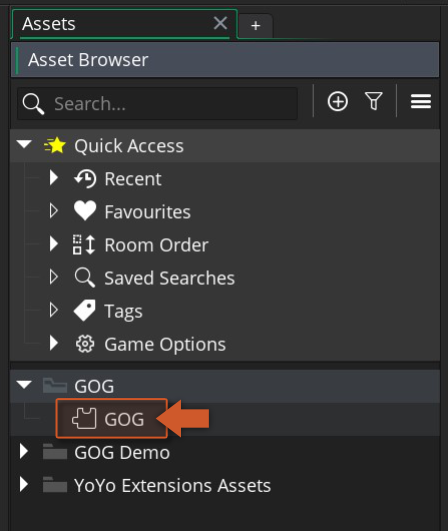 Assets
+
Asset Browser
Search...
Quick Access
Recent
Favourites
Room Order
Saved Searches
Tags
Game Options
GOG
GOG
GOG Demo
YoYo Extensions Assets